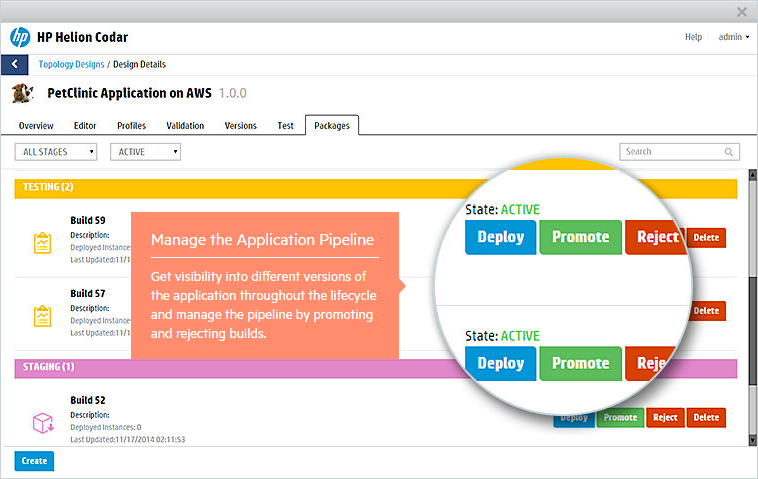 hp HP Helion Codar
Help admin
Topology Designs / Design Details
PetClinic Application on AWS 1.0.0
Overview Editor Profiles Validation Versions Test Packages
ALL STAGES ACTIVE Search
TESTING (2)
Build 59
Description:
Deployed Instances:
Last Updated:11/1
State: ACTIVE
Deploy Promote Reject Delete
Manage the Application Pipeline
Get visibility into different versions of
the application throughout the lifecycle
and manage the pipeline by promoting
and rejecting builds.
Build 57
Description:
Deployed Instances
Last Updated:11/1
State: ACTIVE
Deploy Promote Reje Delete
STAGING (1)
Build 52
Description:
Deployed Instances: 0
Last Updated:11/17/2014 02:11:53
Deploy Promote Reject Delete
Create